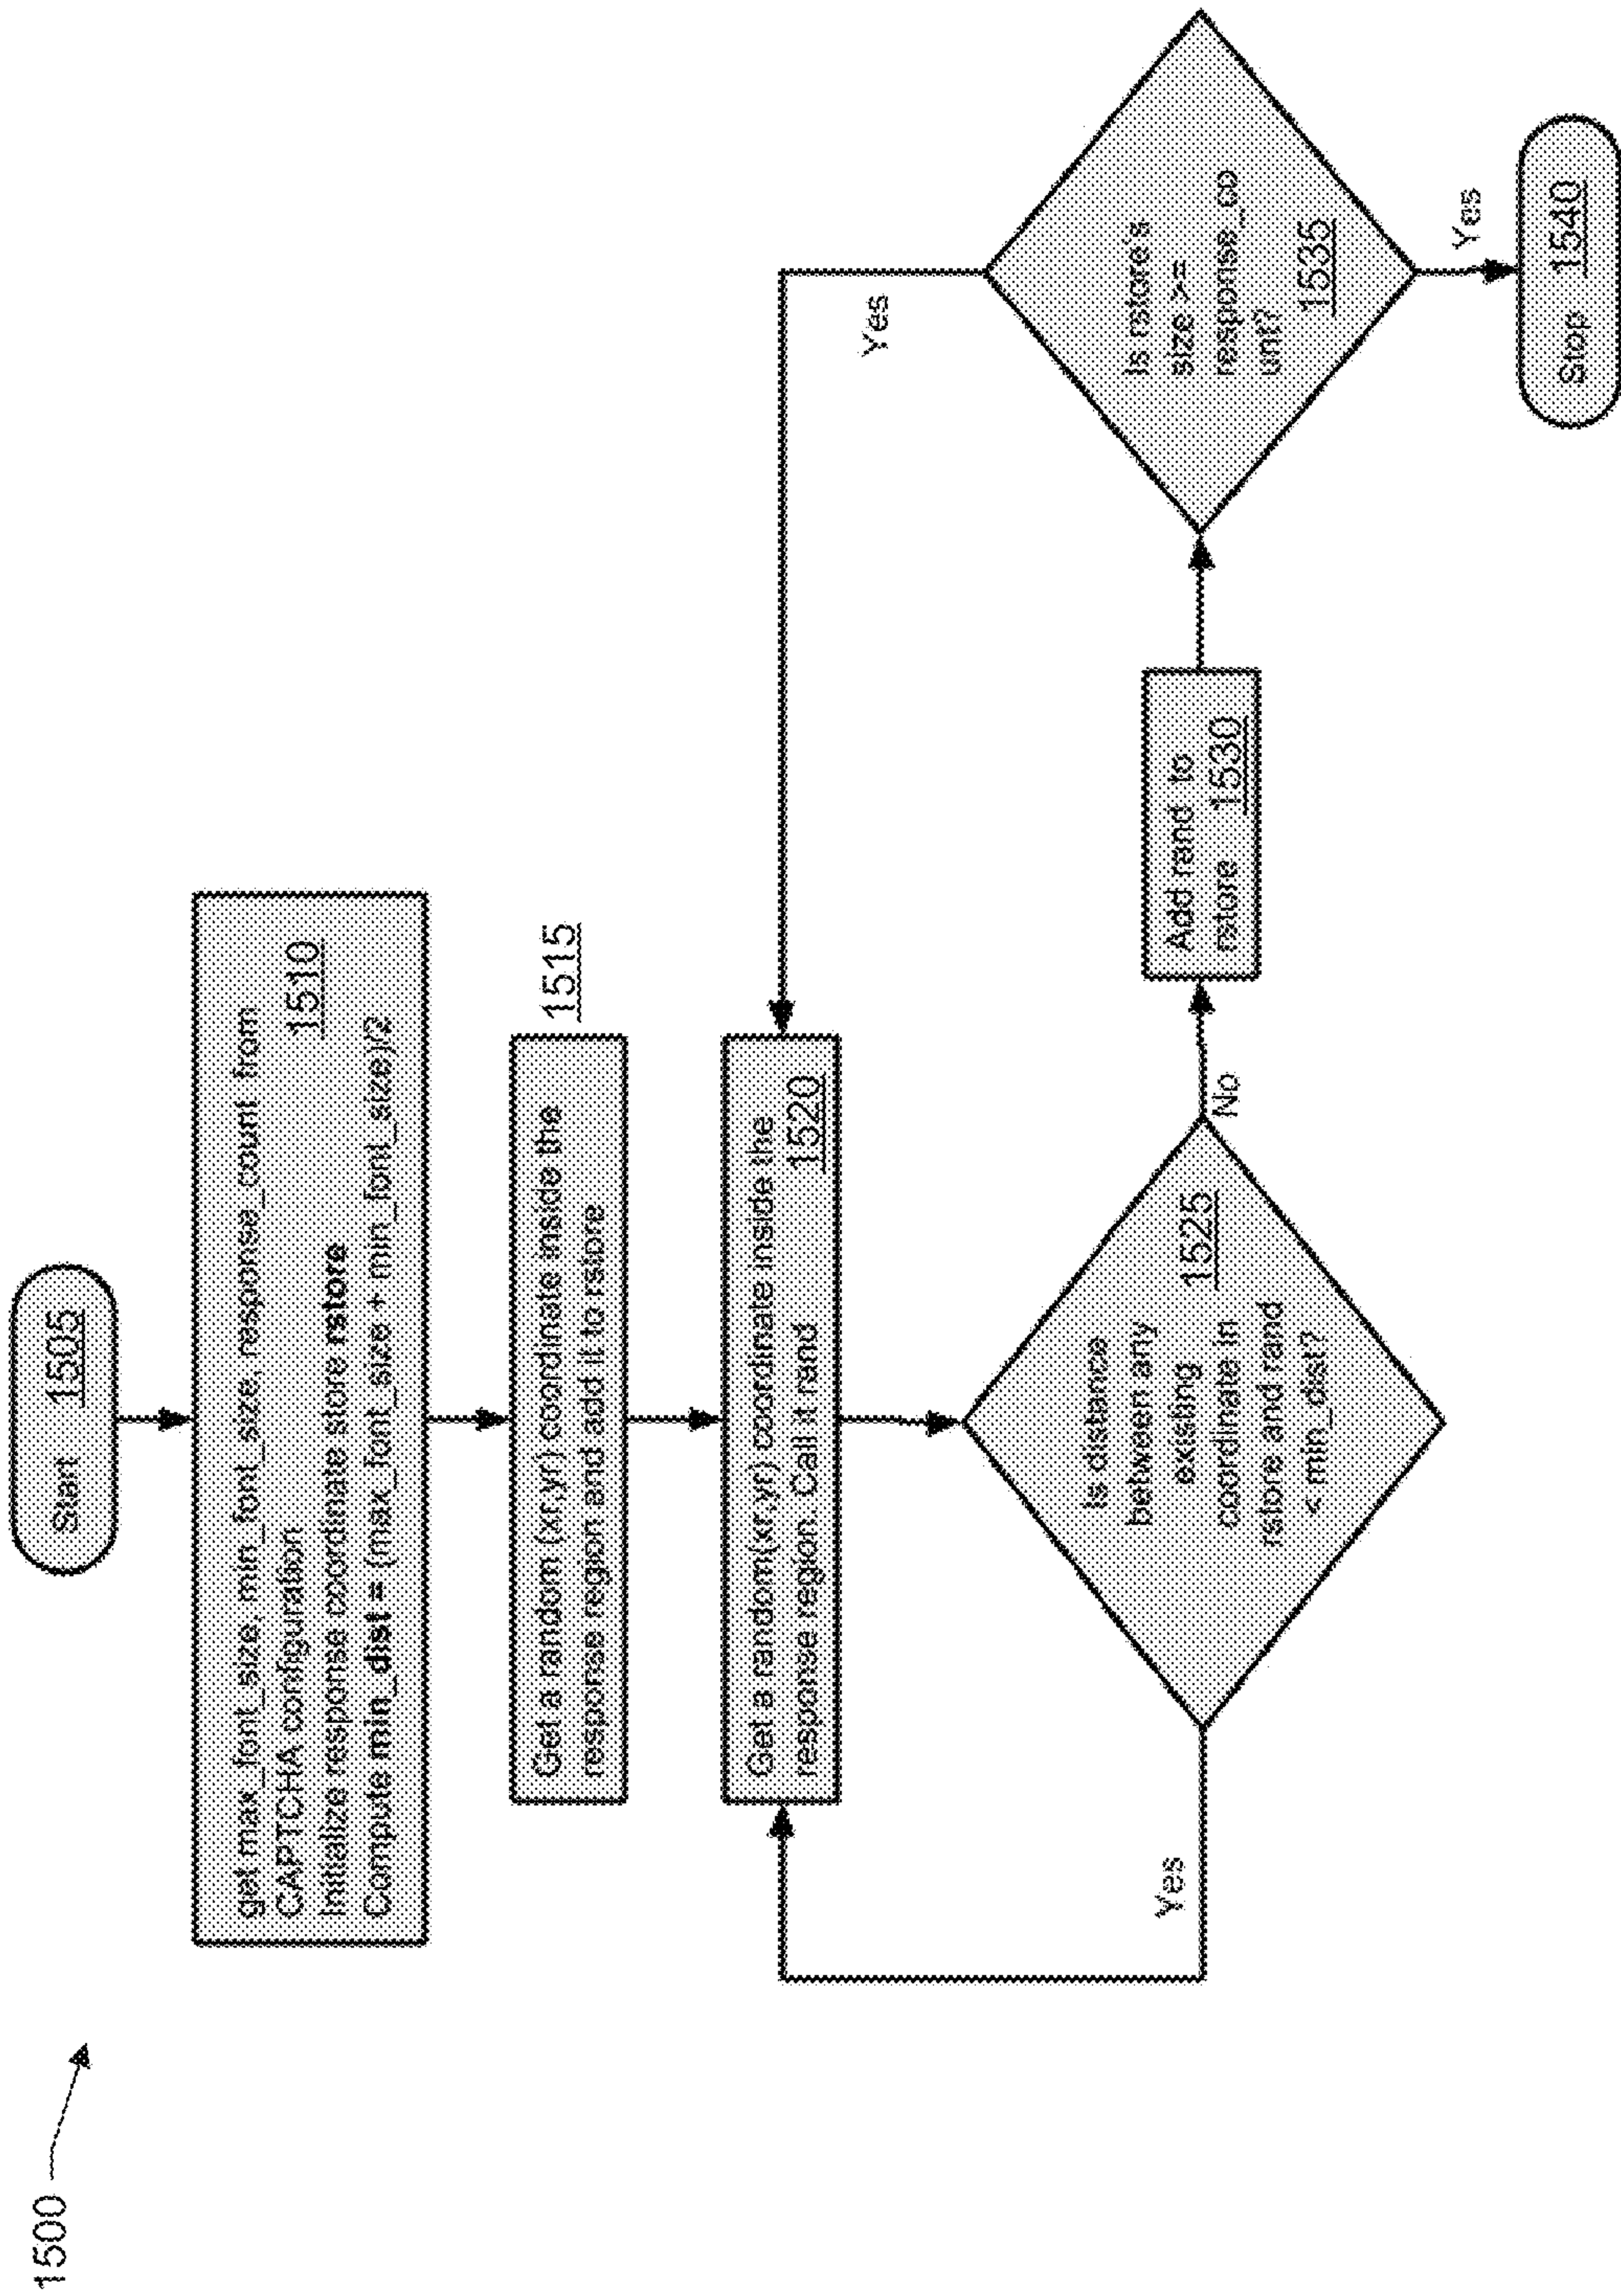 1500
Start 1505
get max_font_size, min_font_size, response_count from
CAPTCHA configuration 1510
Initialize response coordinate store rstore
Compute min_dist = (max_font_size + min_font_size)/2
1515
Get a random (xr,yr) coordinate inside the
response region and add it to rstore
Get a random(xr,yr) coordinate inside the
response region. Call it rand 1520
Is distance
between any
existing 1525
coordinate in
rstore and rand
< min_dist?
Yes
No
Add rand to
rstore 1530
Is rstore's
size >=
response_co
unt? 1535
Yes
Yes
Stop 1540